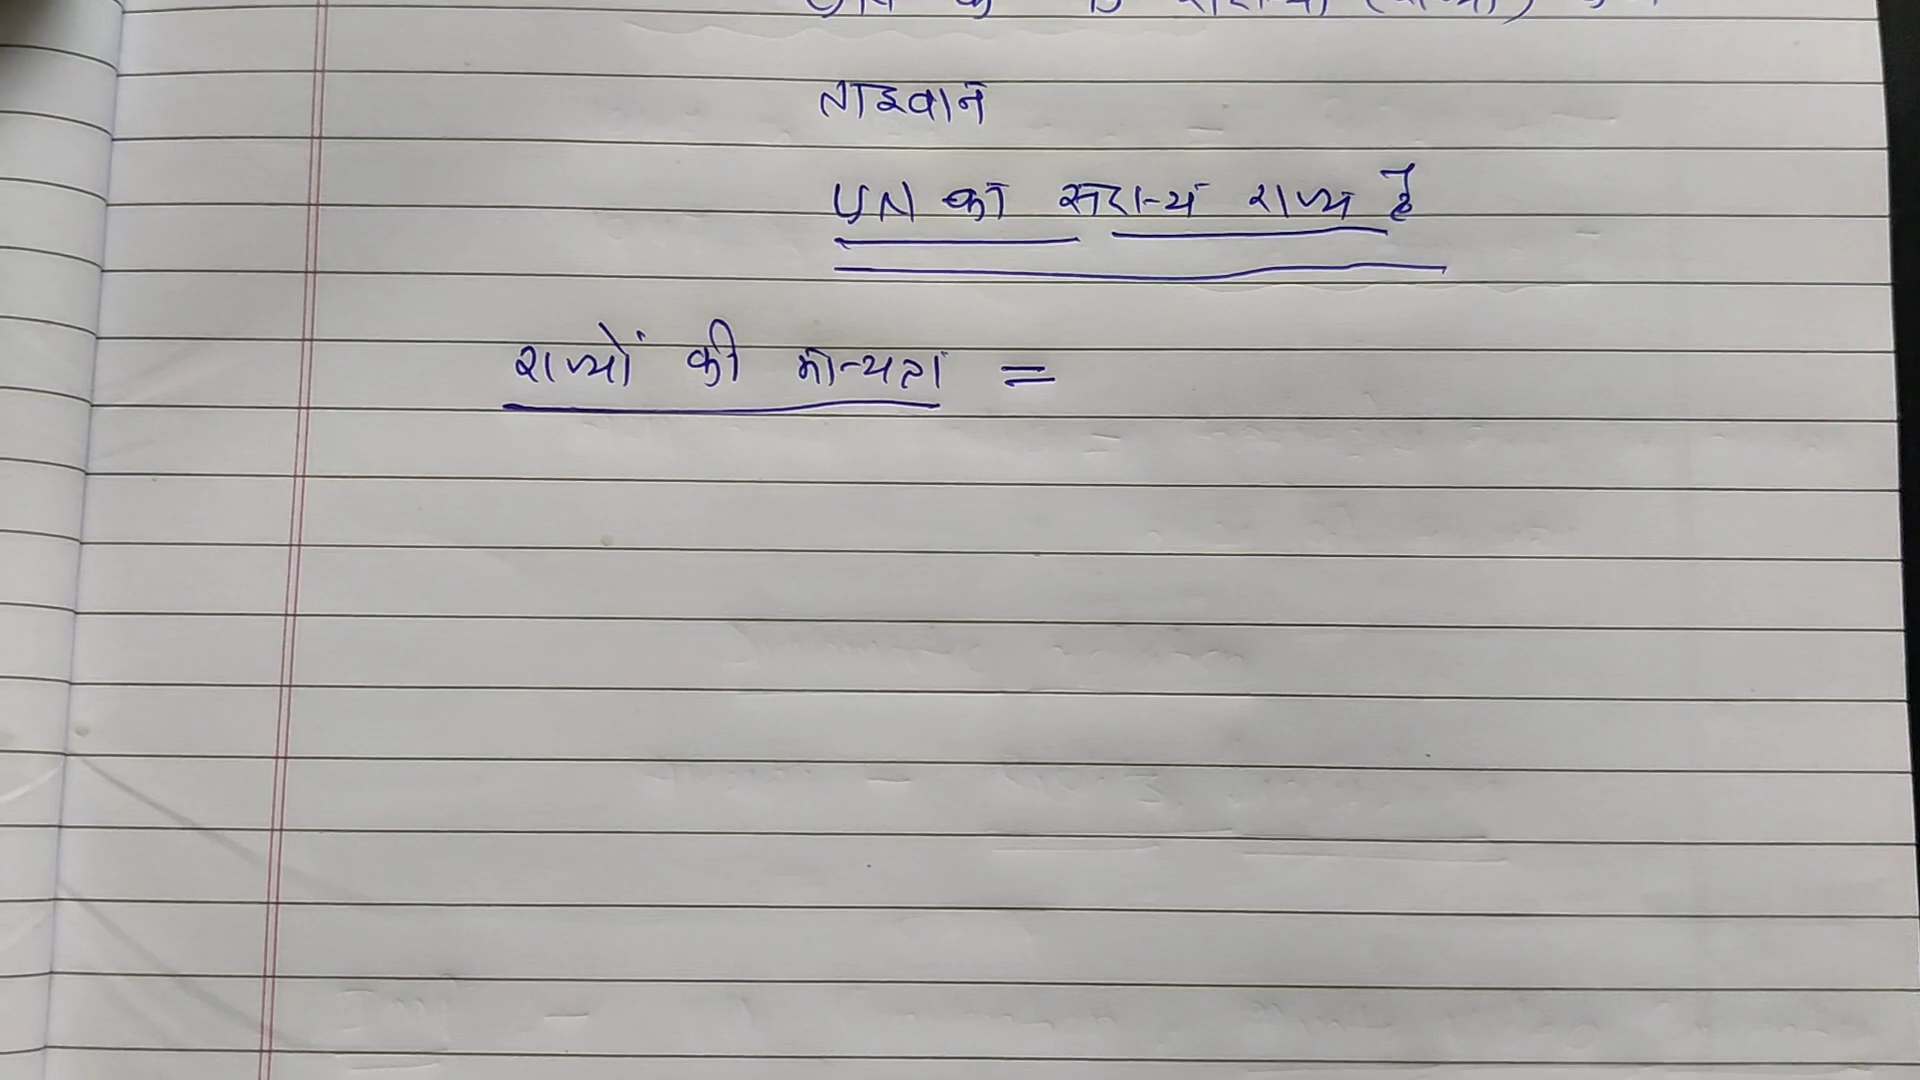 ताइवान
UN का सदस्य राज्य है
राज्यों की मान्यता =